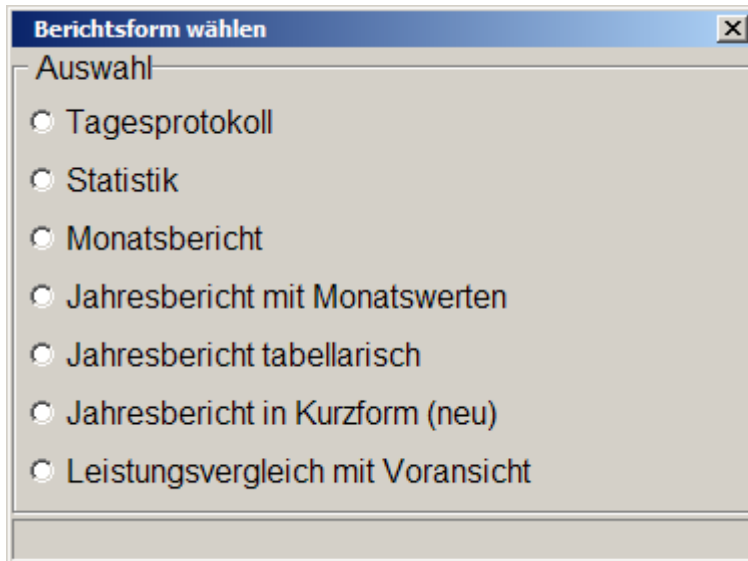 Berichtsform wählen
Auswahl
Tagesprotokoll
Statistik
Monatsbericht
Jahresbericht mit Monatswerten
Jahresbericht tabellarisch
Jahresbericht in Kurzform (neu)
Leistungsvergleich mit Voransicht